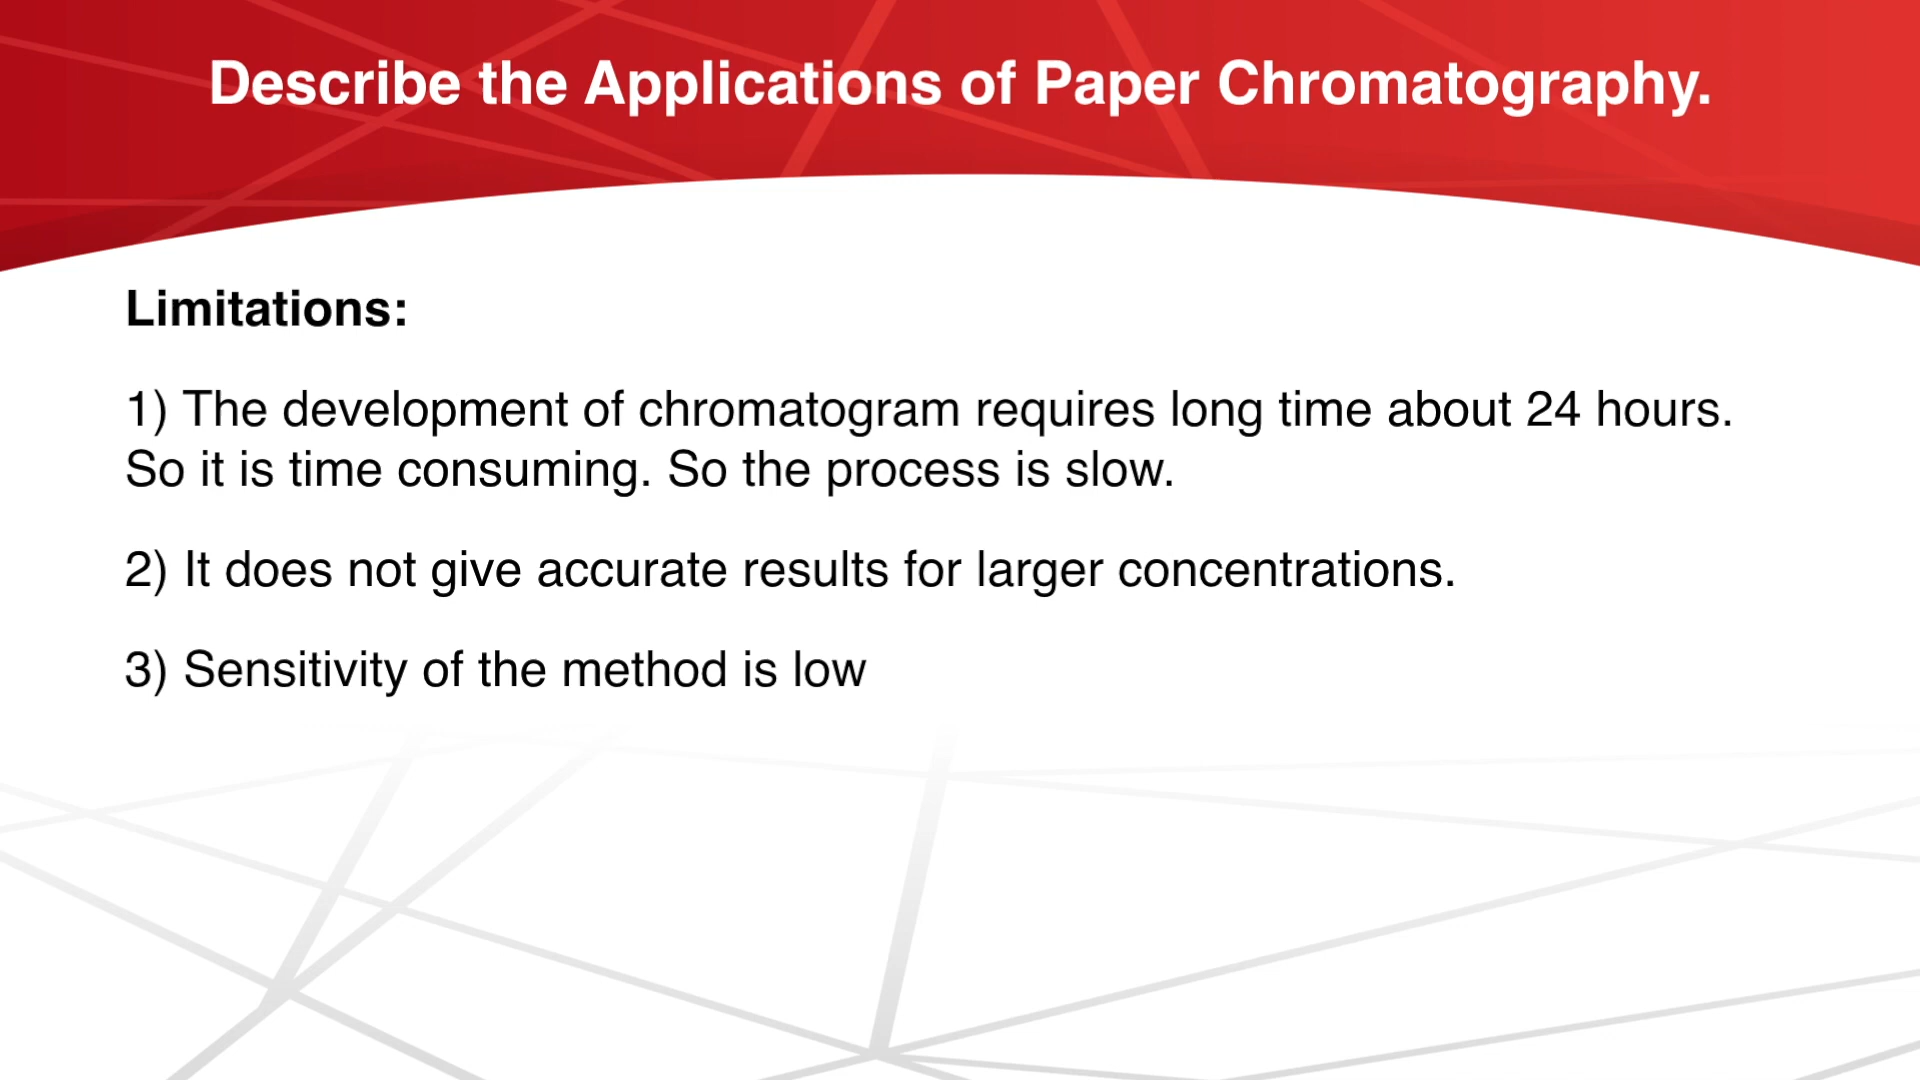 Describe the Applications of Paper Chromatography.
Limitations:
1) The development of chromatogram requires long time about 24 hours.
So it is time consuming. So the process is slow.
2) It does not give accurate results for larger concentrations.
3) Sensitivity of the method is low